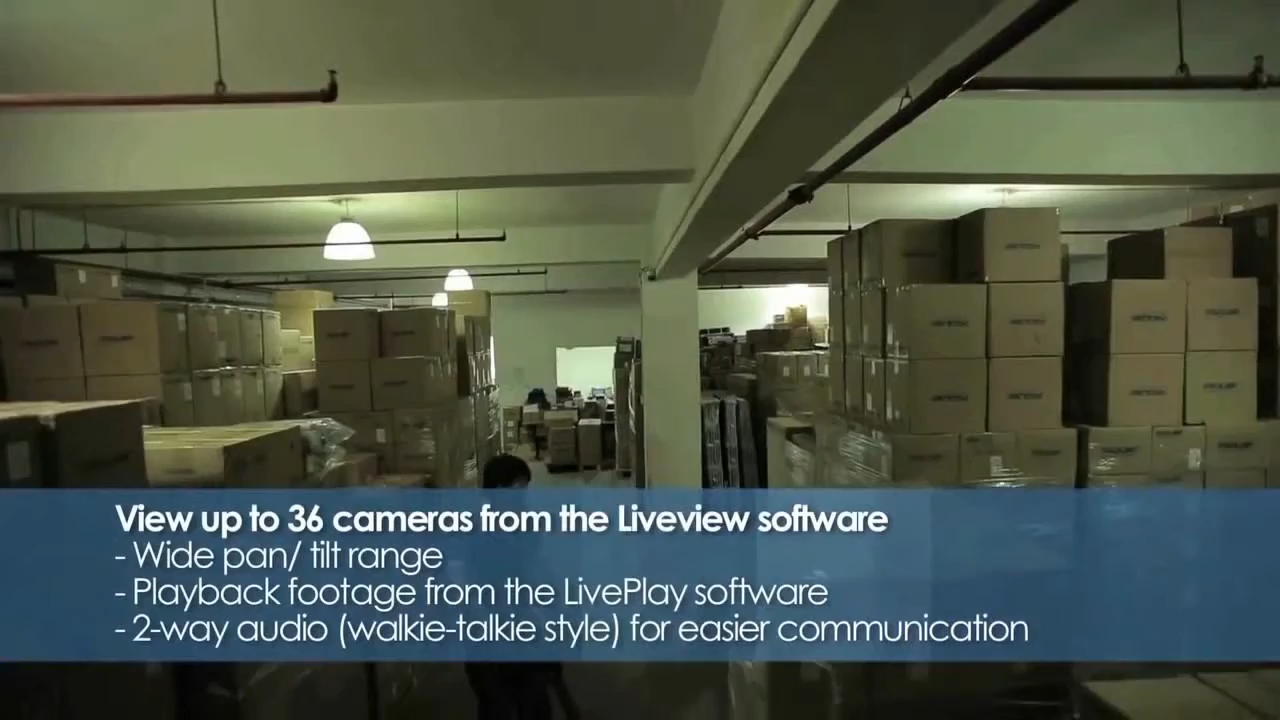 View up to 36 cameras from the Liveview software
- Wide pan/ tilt range
- Playback footage from the LivePlay software
- 2-way audio (walkie-talkie style) for easier communication